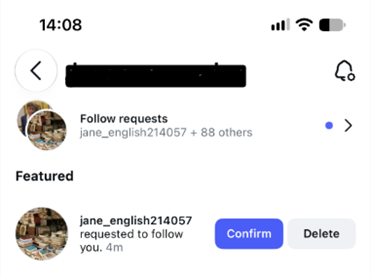 14:08
Follow requests
jane_english214057 + 88 others
Featured
jane_english214057
requested to follow
you. 4m
Confirm
Delete